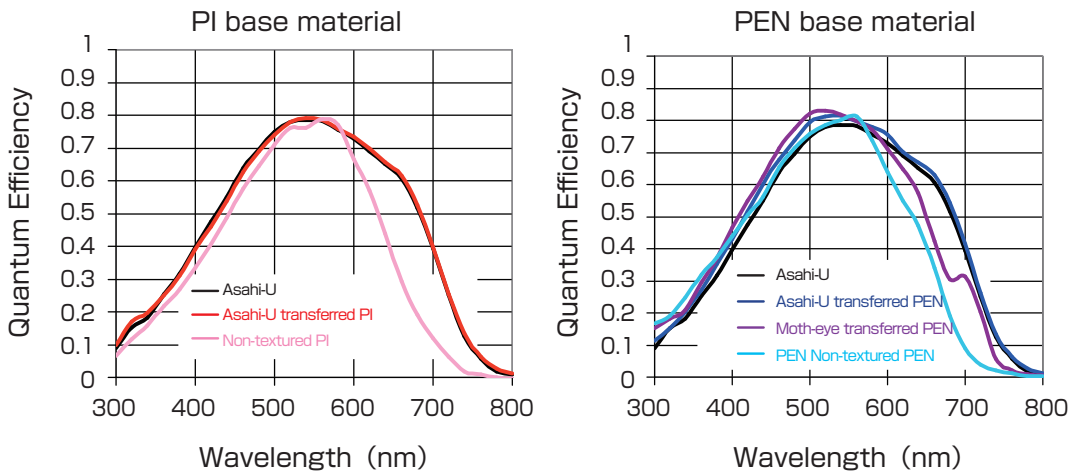 PI base material
Quantum Efficiency
1
0.9
0.8
0.7
0.6
0.5
0.4
0.3
0.2
0.1
0
Asahi-U
Asahi-U transferred PI
Non-textured PI
300 400 500 600 700 800
Wavelength (nm)
PEN base material
Quantum Efficiency
1
0.9
0.8
0.7
0.6
0.5
0.4
0.3
0.2
0.1
0
Asahi-U
Asahi-U transferred PEN
Moth-eye transferred PEN
PEN Non-textured PEN
300 400 500 600 700 800
Wavelength (nm)